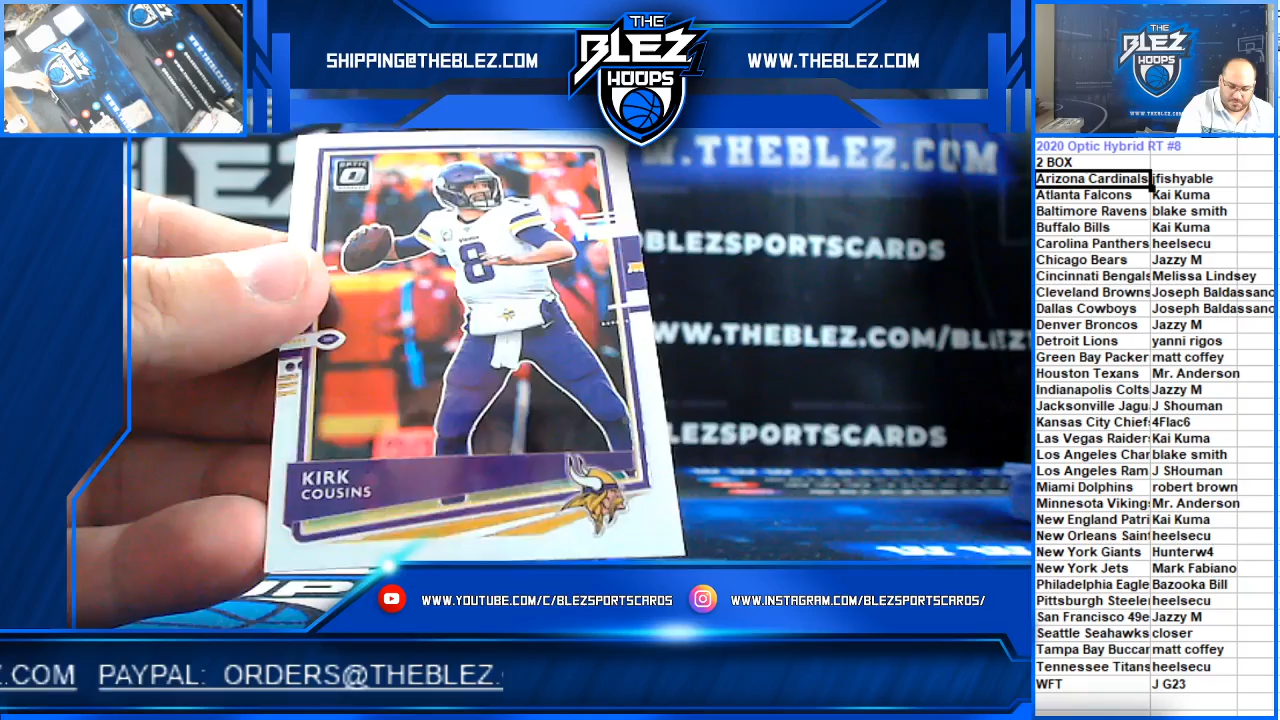 SHIPPING@THEBLEZ.COM
THE
BLEZ
HOOPS
WWW.THEBLEZ.COM
W.THEBLEZ.COM
BLEZSPORTSCARDS
WW.THEBLEZ.COM/BLEZ
LEZSPORTSCARDS
OPTIC
8
KIRK
COUSINS
WWW.YOUTUBE.COM/C/BLEZSPORTSCARDS
WWW.INSTAGRAM.COM/BLEZSPORTSCARDS/
Z.COM PAYPAL: ORDERS@THEBLEZ.
THE
BLEZ
HOOPS
2020 Optic Hybrid RT #8
2 BOX
Arizona Cardinals jfishyable
Atlanta Falcons Kai Kuma
Baltimore Ravens blake smith
Buffalo Bills Kai Kuma
Carolina Panthers heelsecu
Chicago Bears Jazzy M
Cincinnati Bengals Melissa Lindsey
Cleveland Browns Joseph Baldassano
Dallas Cowboys Joseph Baldassano
Denver Broncos Jazzy M
Detroit Lions yanni rigos
Green Bay Packer matt coffey
Houston Texans Mr. Anderson
Indianapolis Colts Jazzy M
Jacksonville Jagu J Shouman
Kansas City Chiefs 4Flac6
Las Vegas Raider Kai Kuma
Los Angeles Char blake smith
Los Angeles Ram J SHouman
Miami Dolphins robert brown
Minnesota Viking Mr. Anderson
New England Patri Kai Kuma
New Orleans Saint heelsecu
New York Giants Hunterw4
New York Jets Mark Fabiano
Philadelphia Eagle Bazooka Bill
Pittsburgh Steele heelsecu
San Francisco 49e Jazzy M
Seattle Seahawks closer
Tampa Bay Buccar matt coffey
Tennessee Titans heelsecu
WFT J G23